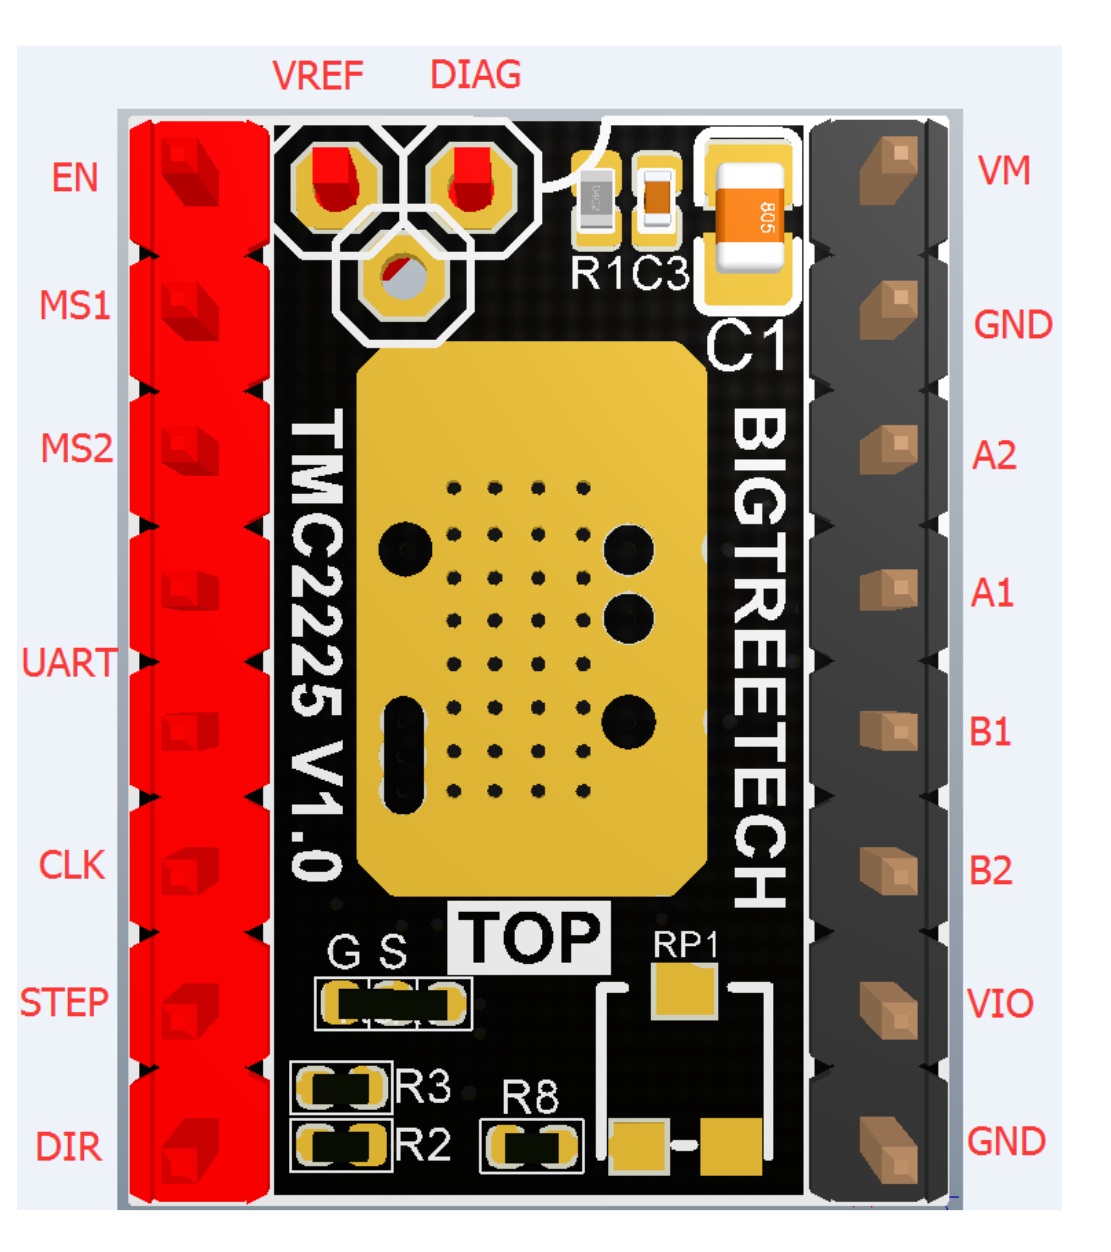 VREF DIAG
EN
VM
MS1
GND
MS2
A2
A1
UART
B1
CLK
B2
STEP
VIO
DIR
GND
R1 C3
805
C1
TMC2225 V1.0
BIGTREETECH
TOP
G S
RP1
R3
R8
R2